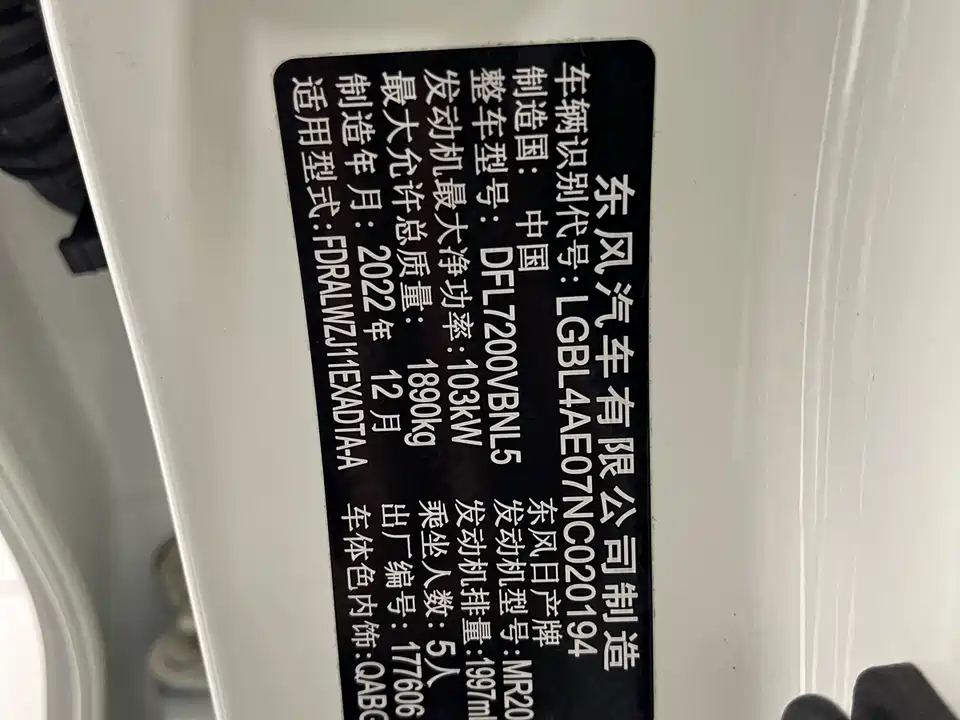 东风汽车有限公司制造
车辆识别代号：LGBL4AE07NC020194
制造国：中国 东风日产牌
整车型号：DFL7200VBNL5 发动机型号：MR20
发动机最大净功率：103kW 发动机排量：1997ml
最大允许总质量：1890kg 乘坐人数：5人
制造年月：2022年12月 出厂编号：177606
适用型式：FDRALWZJ11EXADTA-A 车体色内饰：QABG